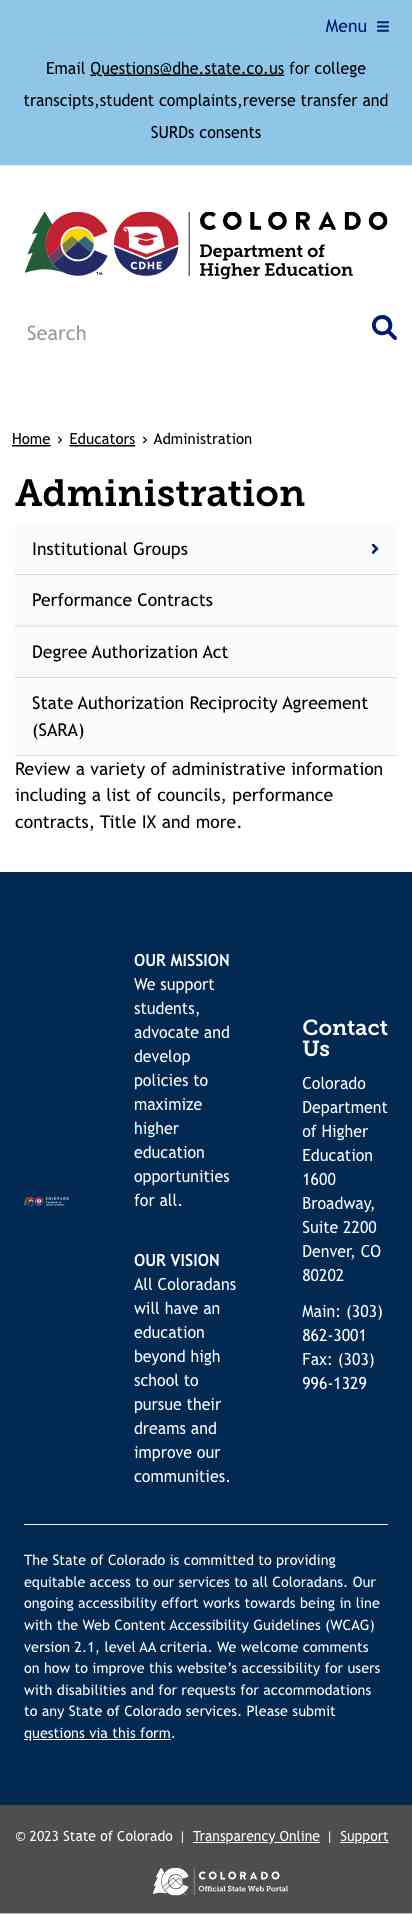 Menu
Email Questions@dhe.state.co.us for college
transcipts,student complaints,reverse transfer and
SURDs consents
COLORADO
Department of
Higher Education
CDHE
TM
Search
Home › Educators › Administration
Administration
Institutional Groups
Performance Contracts
Degree Authorization Act
State Authorization Reciprocity Agreement
(SARA)
Review a variety of administrative information
including a list of councils, performance
contracts, Title IX and more.
OUR MISSION
We support
students,
advocate and
develop
policies to
maximize
higher
education
opportunities
for all.
OUR VISION
All Coloradans
will have an
education
beyond high
school to
pursue their
dreams and
improve our
communities.
Contact
Us
Colorado
Department
of Higher
Education
1600
Broadway,
Suite 2200
Denver, CO
80202
Main: (303)
862-3001
Fax: (303)
996-1329
The State of Colorado is committed to providing
equitable access to our services to all Coloradans. Our
ongoing accessibility effort works towards being in line
with the Web Content Accessibility Guidelines (WCAG)
version 2.1, level AA criteria. We welcome comments
on how to improve this website's accessibility for users
with disabilities and for requests for accommodations
to any State of Colorado services. Please submit
questions via this form.
© 2023 State of Colorado | Transparency Online | Support
COLORADO
Official State Web Portal